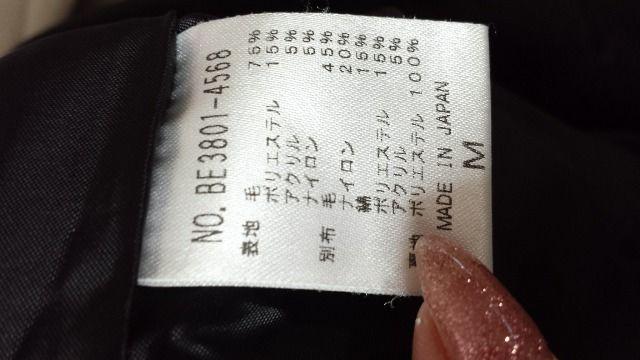 NO. BE3801-4568
表地 毛 75%
ポリエステル 15%
アクリル 5%
ナイロン 5%
別布 毛 45%
ナイロン 20%
綿 15%
ポリエステル 15%
アクリル 5%
ポリエステル 100%
MADE IN JAPAN
M